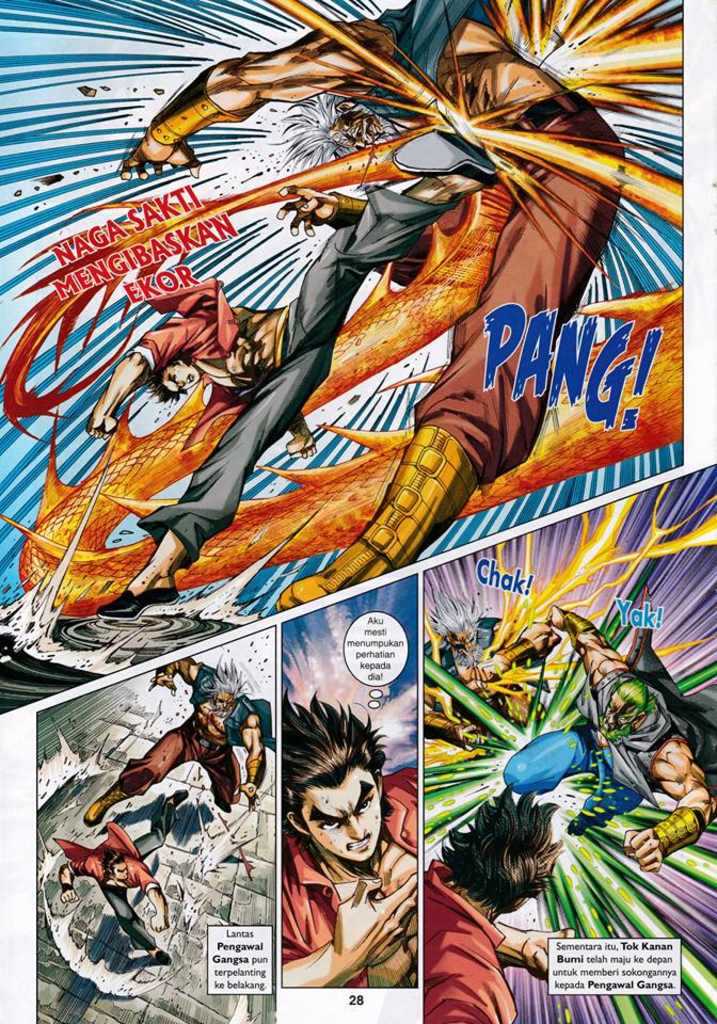 NAGA SAKTI
MENGIBASKAN
EKOR
PANG!
Lantas
Pengawal
Gangsa pun
terpelanting
ke belakang.
Aku
mesti
menumpukan
perhatian
kepada
dia!
Chak!
Yak!
Sementara itu, Tok Kanan
Bumi telah maju ke depan
untuk memberi sokongannya
kepada Pengawal Gangsa.
28